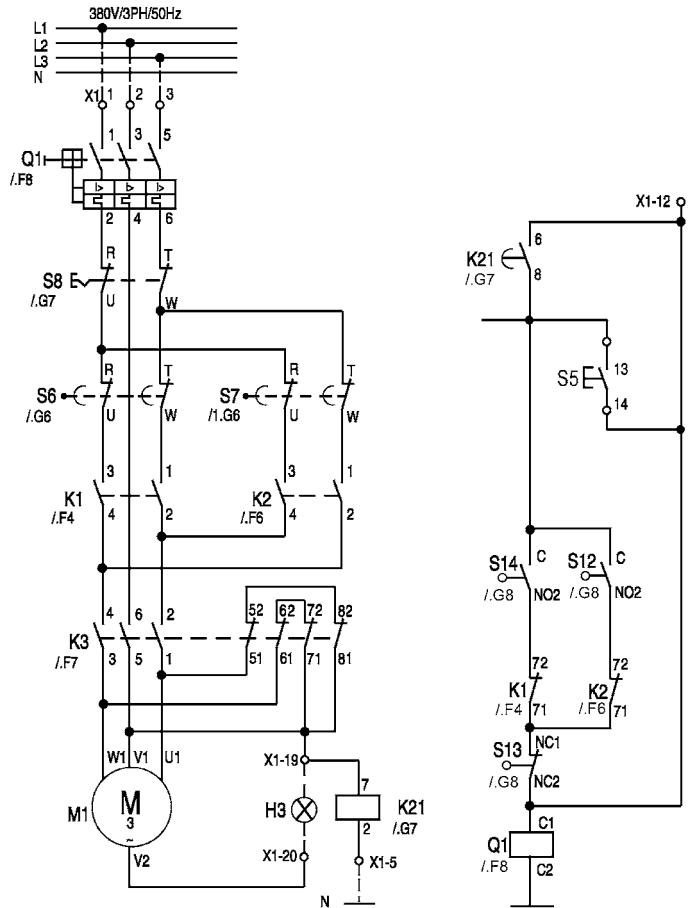 380V/3PH/50Hz
L1
L2
L3
N
X1 1 2 3
1 3 5
Q1
/.F8
I> I> I>
2 4 6
X1-12
R T
S8
/.G7
U W
6
K21
/.G7
8
R T R T
S6 S7
/.G6 /1.G6
U W U W
13
S5
14
3 1 3 1
K1 K2
/.F4 /.F6
4 2 4 2
C C
S14 S12
/.G8 /.G8
NO2 NO2
4 6 2 52 62 72 82
K3
/.F7
3 5 1 51 61 71 81
72 72
K1 K2
/.F4 /.F6
71 71
NC1
S13
/.G8
NC2
W1 V1 U1
X1-19
M1
M
3
~
V2
H3
7
K21
/.G7
2
X1-20
X1-5
N
C1
Q1
/.F8
C2